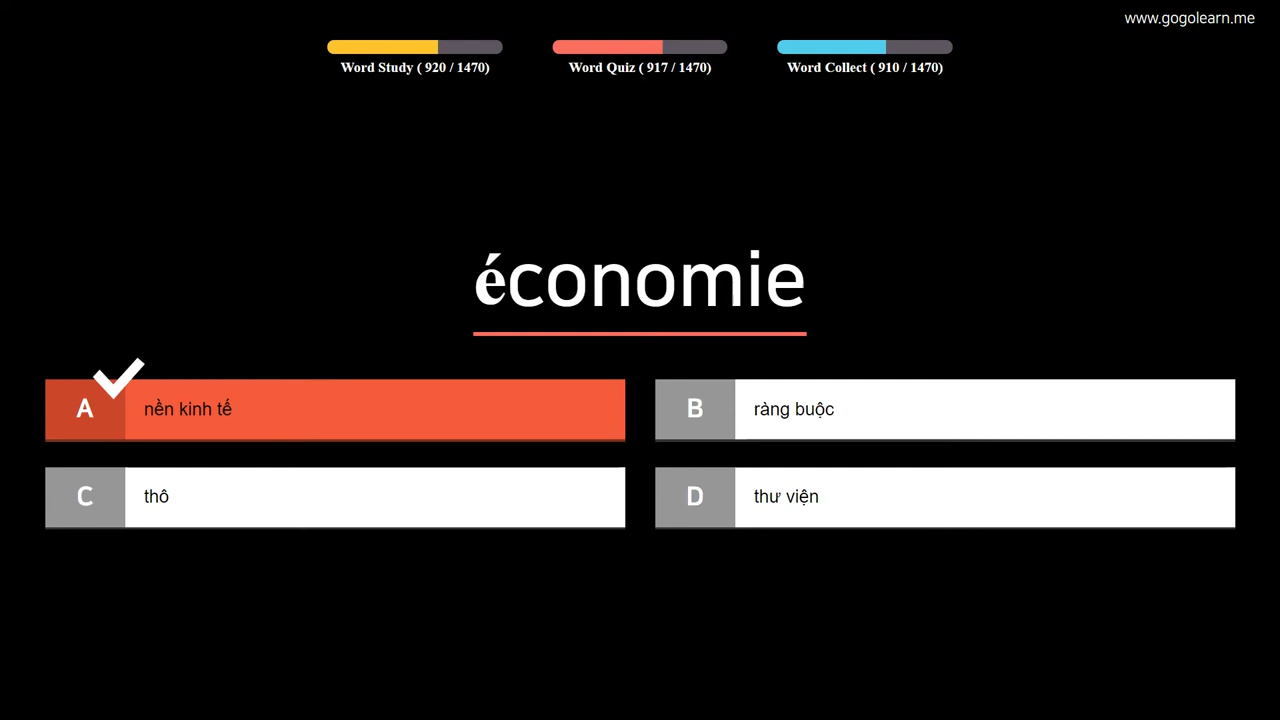 www.gogolearn.me
Word Study ( 920 / 1470)
Word Quiz ( 917 / 1470)
Word Collect ( 910 / 1470)
économie
A nền kinh tế
B ràng buộc
C thô
D thư viện